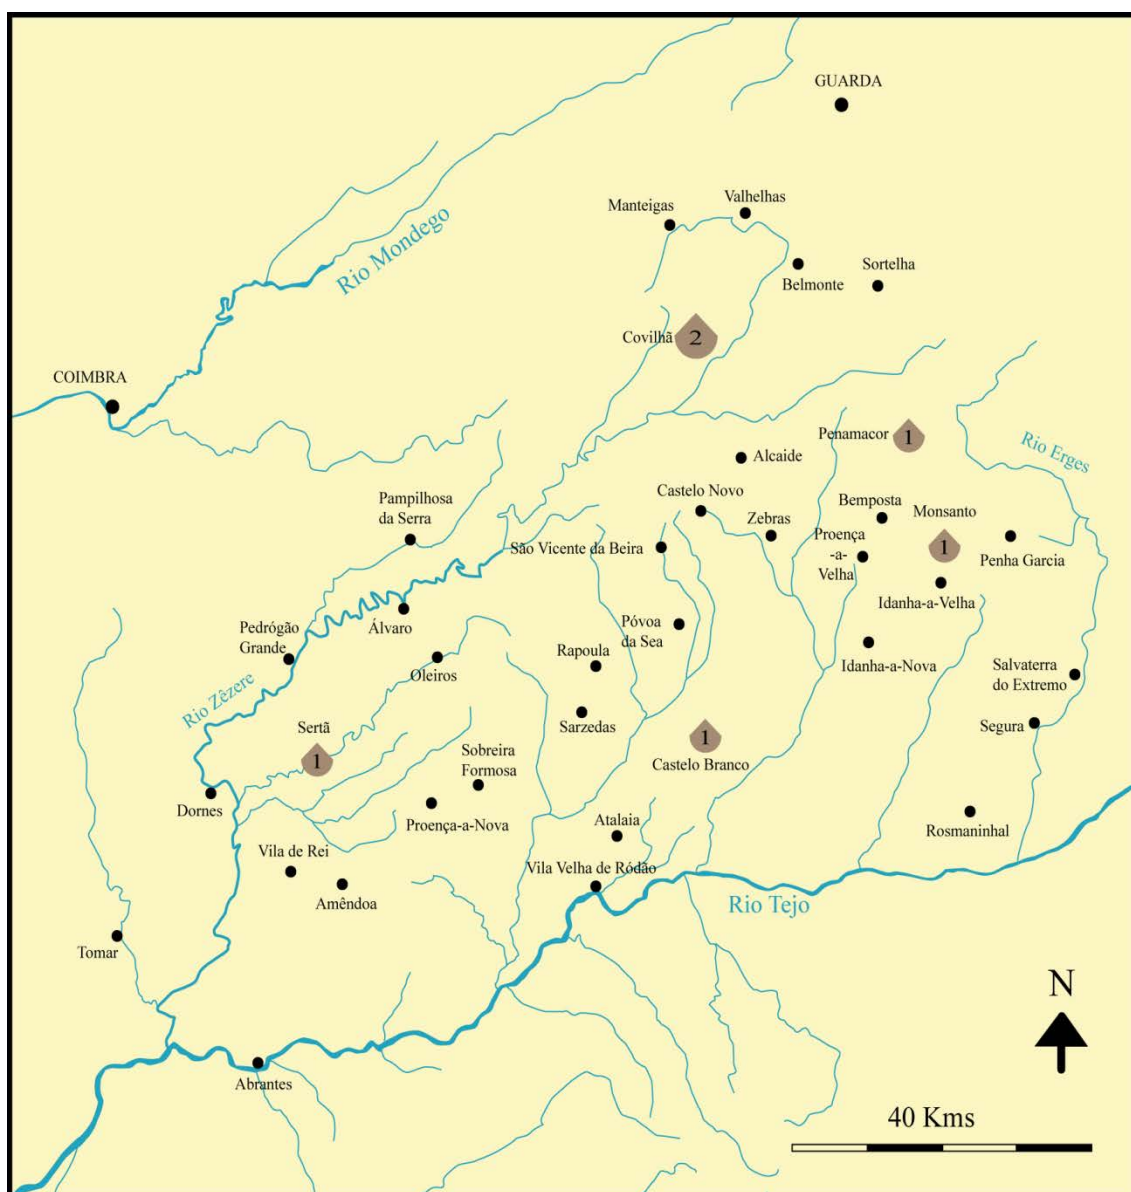 GUARDA
Valhelhas
Manteigas
Rio Mondego
Belmonte
Sortelha
Covilhã
2
COIMBRA
Penamacor
1
Rio Erges
Alcaide
Castelo Novo
Pampilhosa
da Serra
Bemposta
Monsanto
1
Zebras
Proença
-a-
Velha
São Vicente da Beira
Penha Garcia
Idanha-a-Velha
Álvaro
Póvoa
da Sea
Pedrógão
Grande
Rapoula
Idanha-a-Nova
Oleiros
Salvaterra
do Extremo
Rio Zêzere
Sertã
1
Sarzedas
Segura
1
Castelo Branco
Sobreira
Formosa
Dornes
Proença-a-Nova
Atalaia
Rosmaninhal
Vila de Rei
Vila Velha de Ródão
Amêndoa
Rio Tejo
Tomar
N
Abrantes
40 Kms